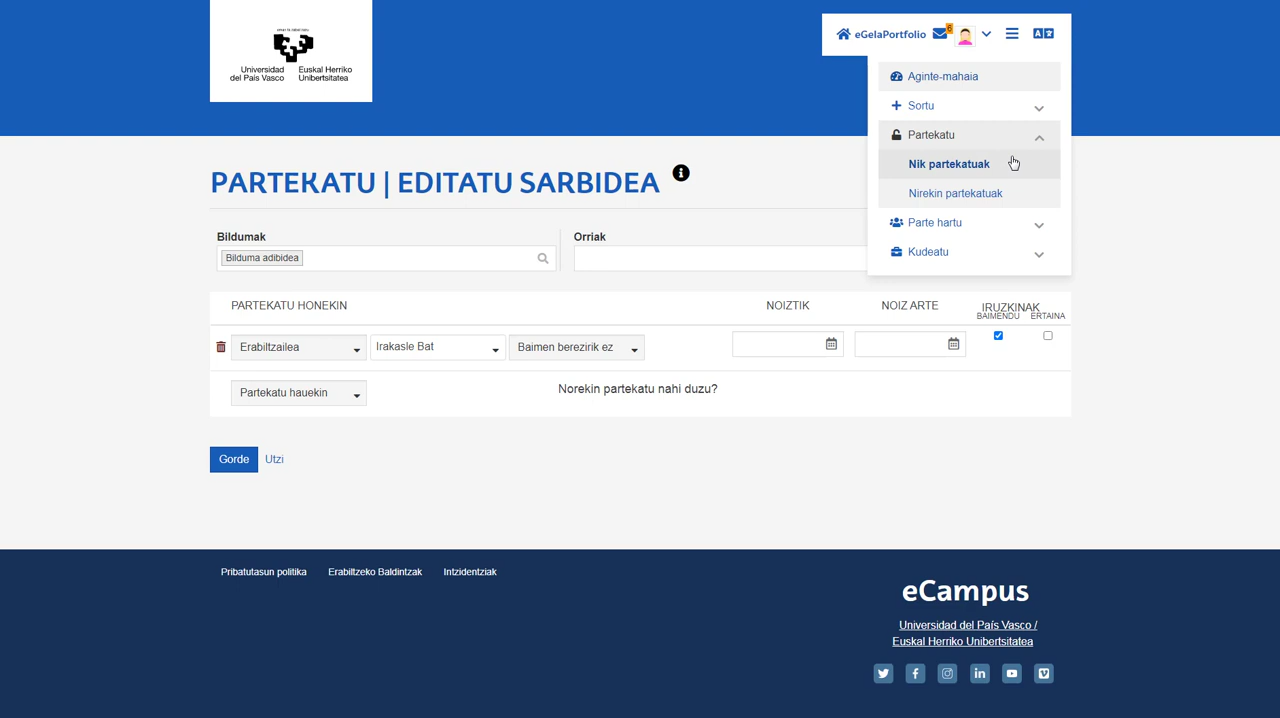 Universidad del País Vasco
Euskal Herriko Unibertsitatea
eGelaPortfolio
6
Aginte-mahaia
Sortu
Partekatu
Nik partekatuak
Nirekin partekatuak
Parte hartu
Kudeatu
PARTEKATU | EDITATU SARBIDEA
Bildumak
Orriak
Bilduma adibidea
PARTEKATU HONEKIN
NOIZTIK
NOIZ ARTE
IRUZKINAK
BAIMENDU
ERTAINA
Erabiltzailea
Irakasle Bat
Baimen berezirik ez
Partekatu hauekin
Norekin partekatu nahi duzu?
Gorde
Utzi
Pribatutasun politika
Erabiltzeko Baldintzak
Intzidentziak
eCampus
Universidad del País Vasco /
Euskal Herriko Unibertsitatea